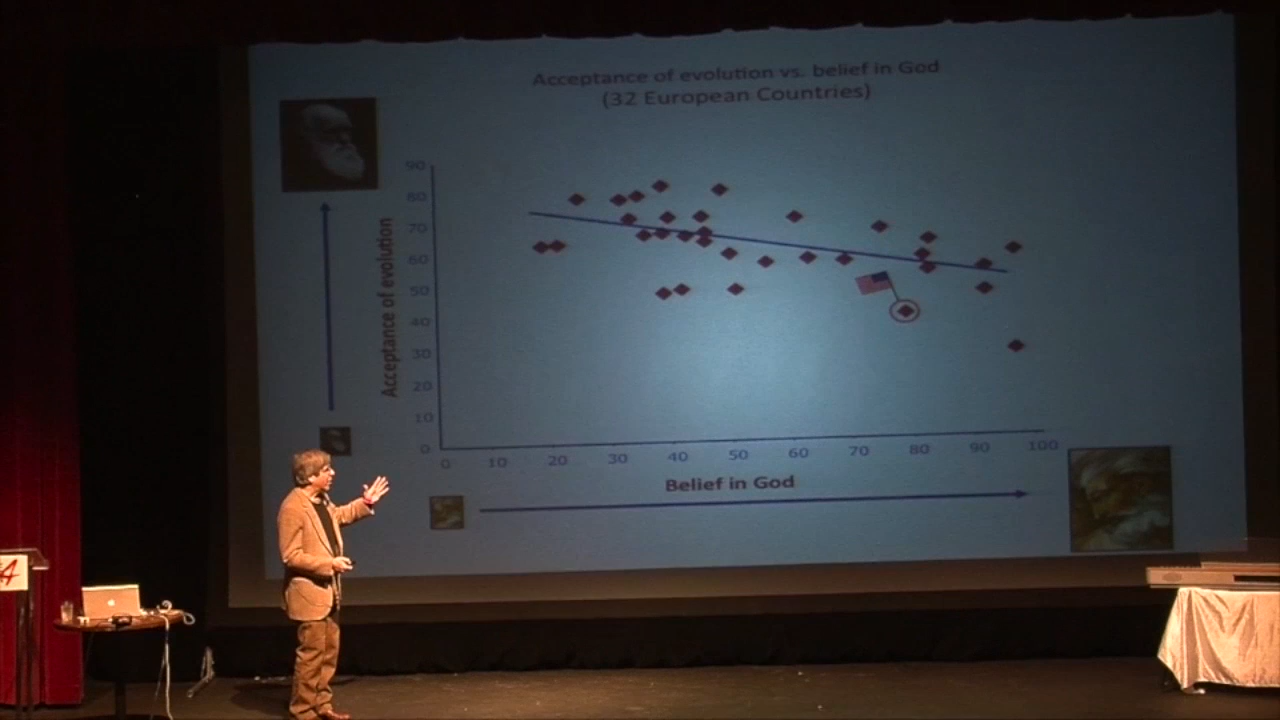 Acceptance of evolution vs. belief in God
(32 European Countries)
90
80
70
60
50
40
30
20
10
0
Acceptance of evolution
0 10 20 30 40 50 60 70 80 90 100
Belief in God
A